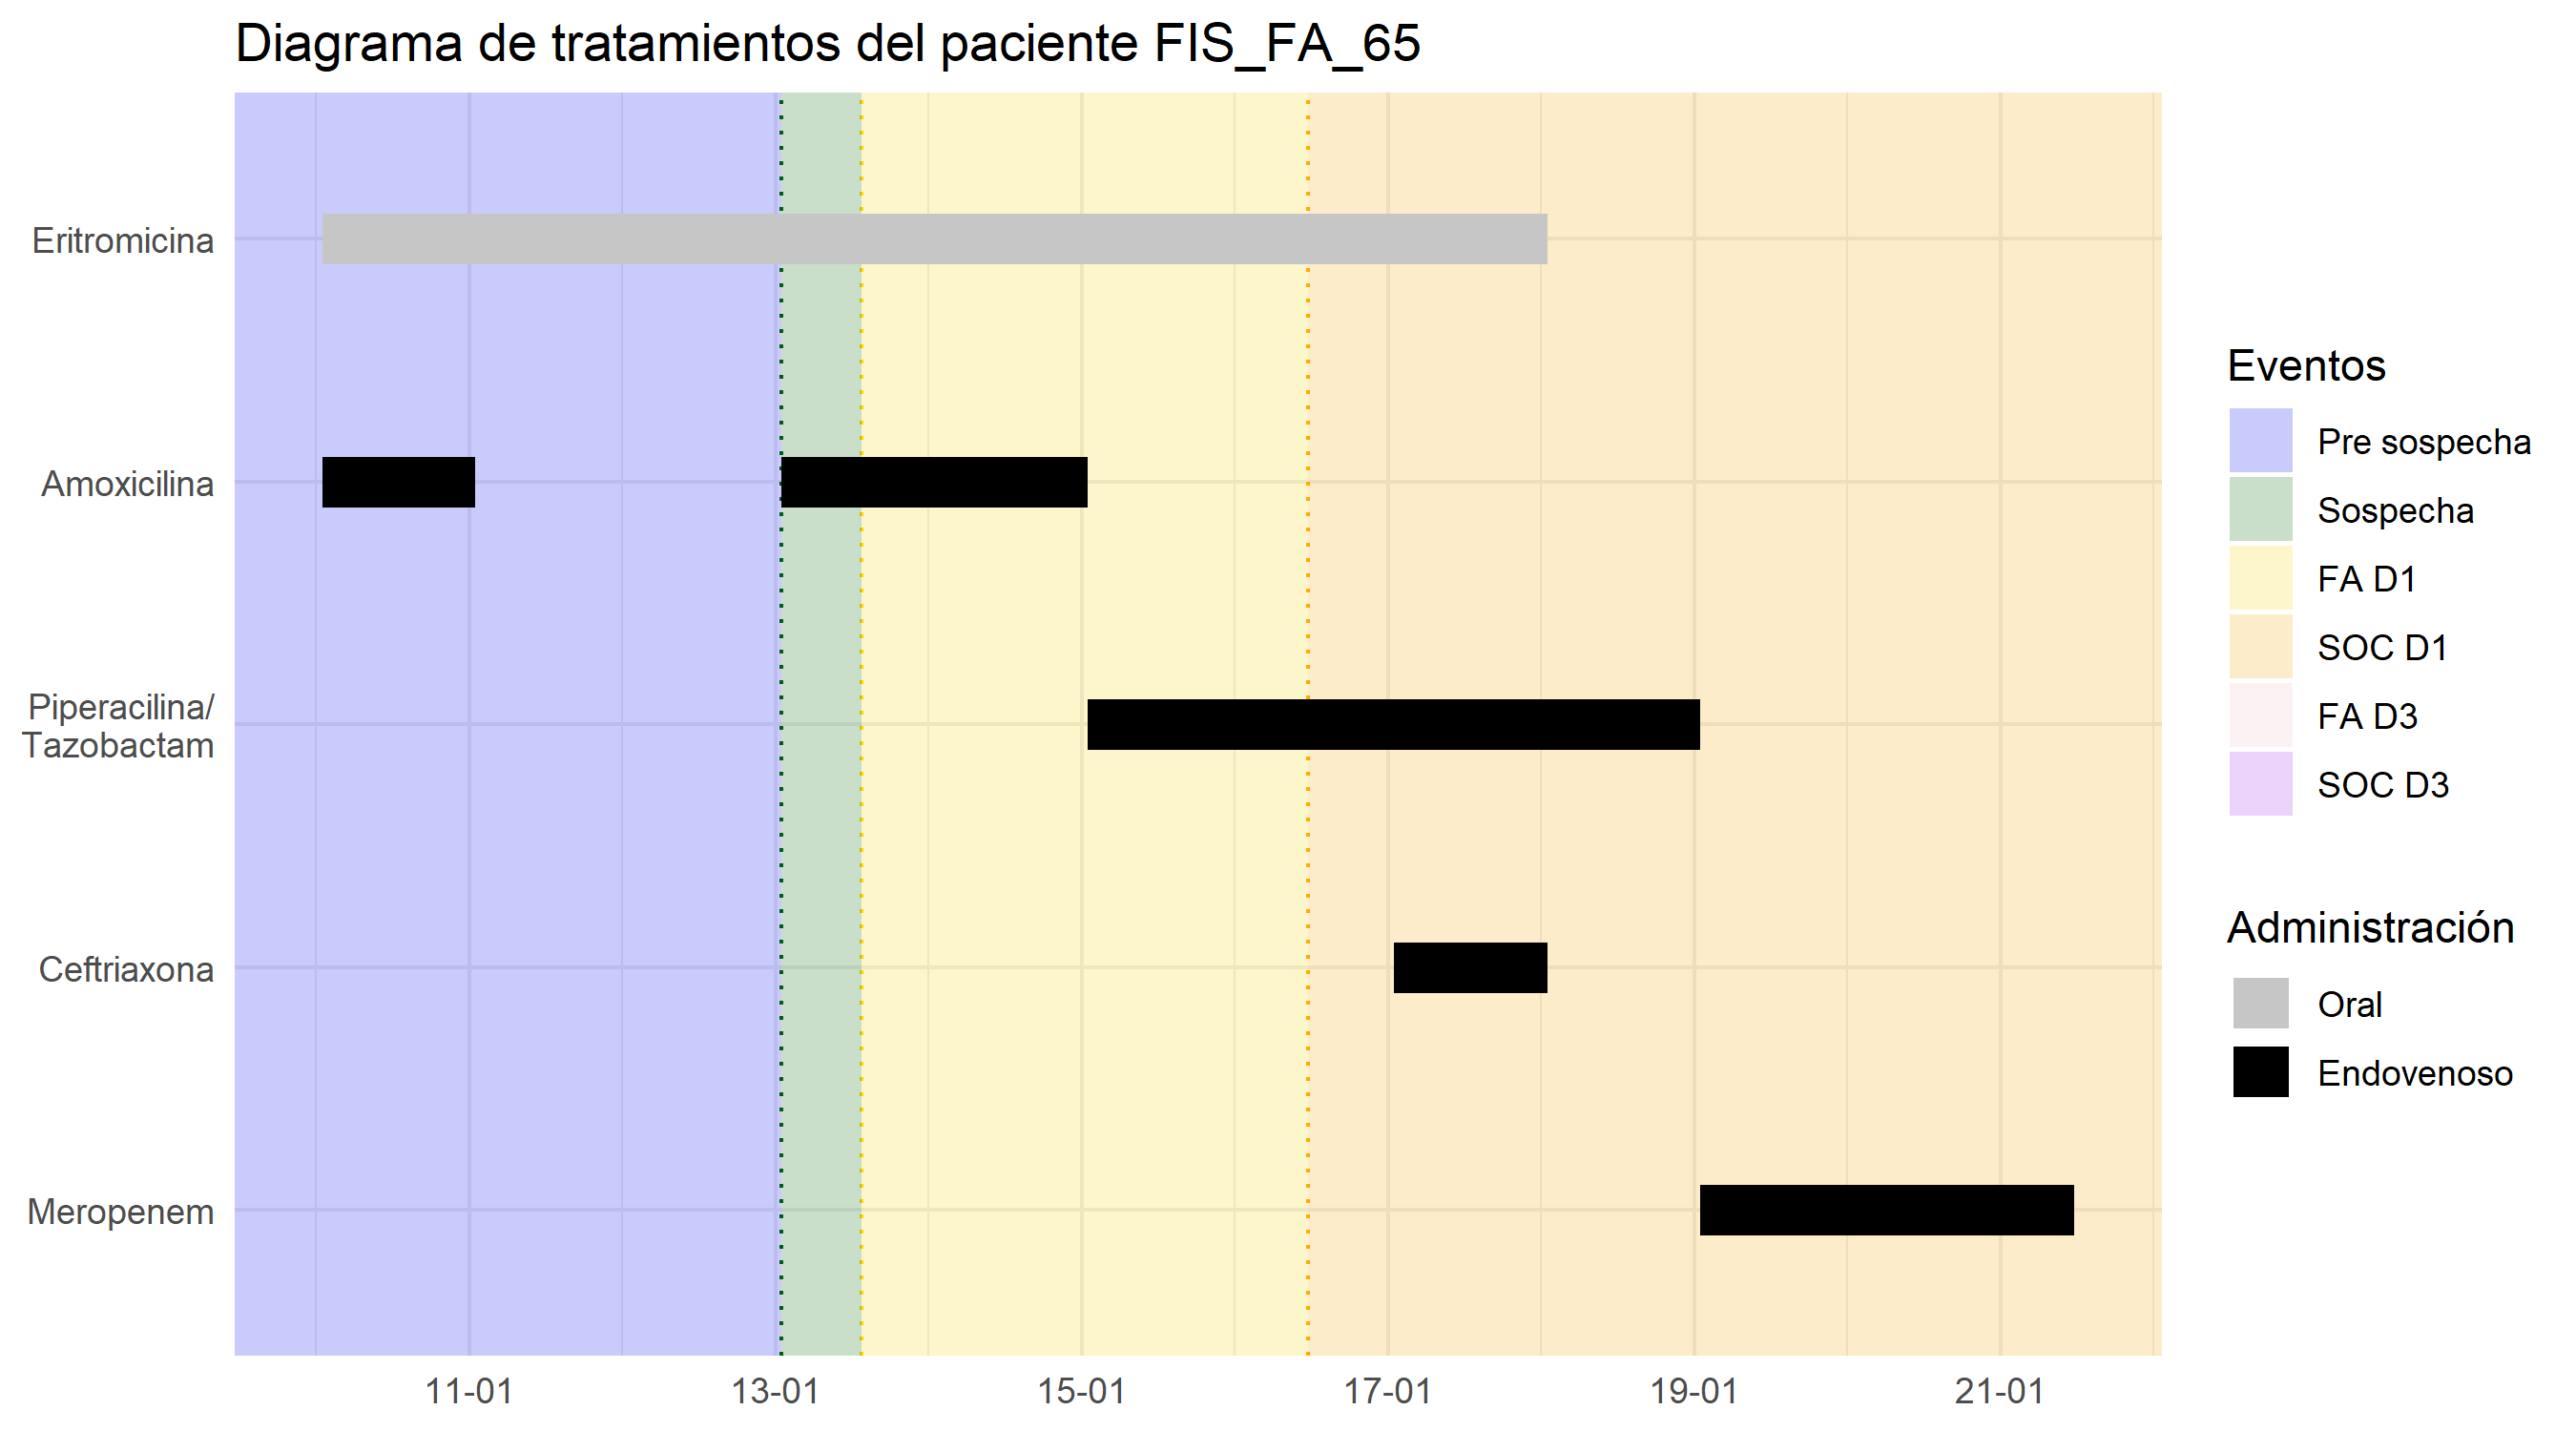 Diagrama de tratamientos del paciente FIS_FA_65
Eritromicina
Amoxicilina
Piperacilina/
Tazobactam
Ceftriaxona
Meropenem
11-01
13-01
15-01
17-01
19-01
21-01
Eventos
Pre sospecha
Sospecha
FA D1
SOC D1
FA D3
SOC D3
Administración
Oral
Endovenoso